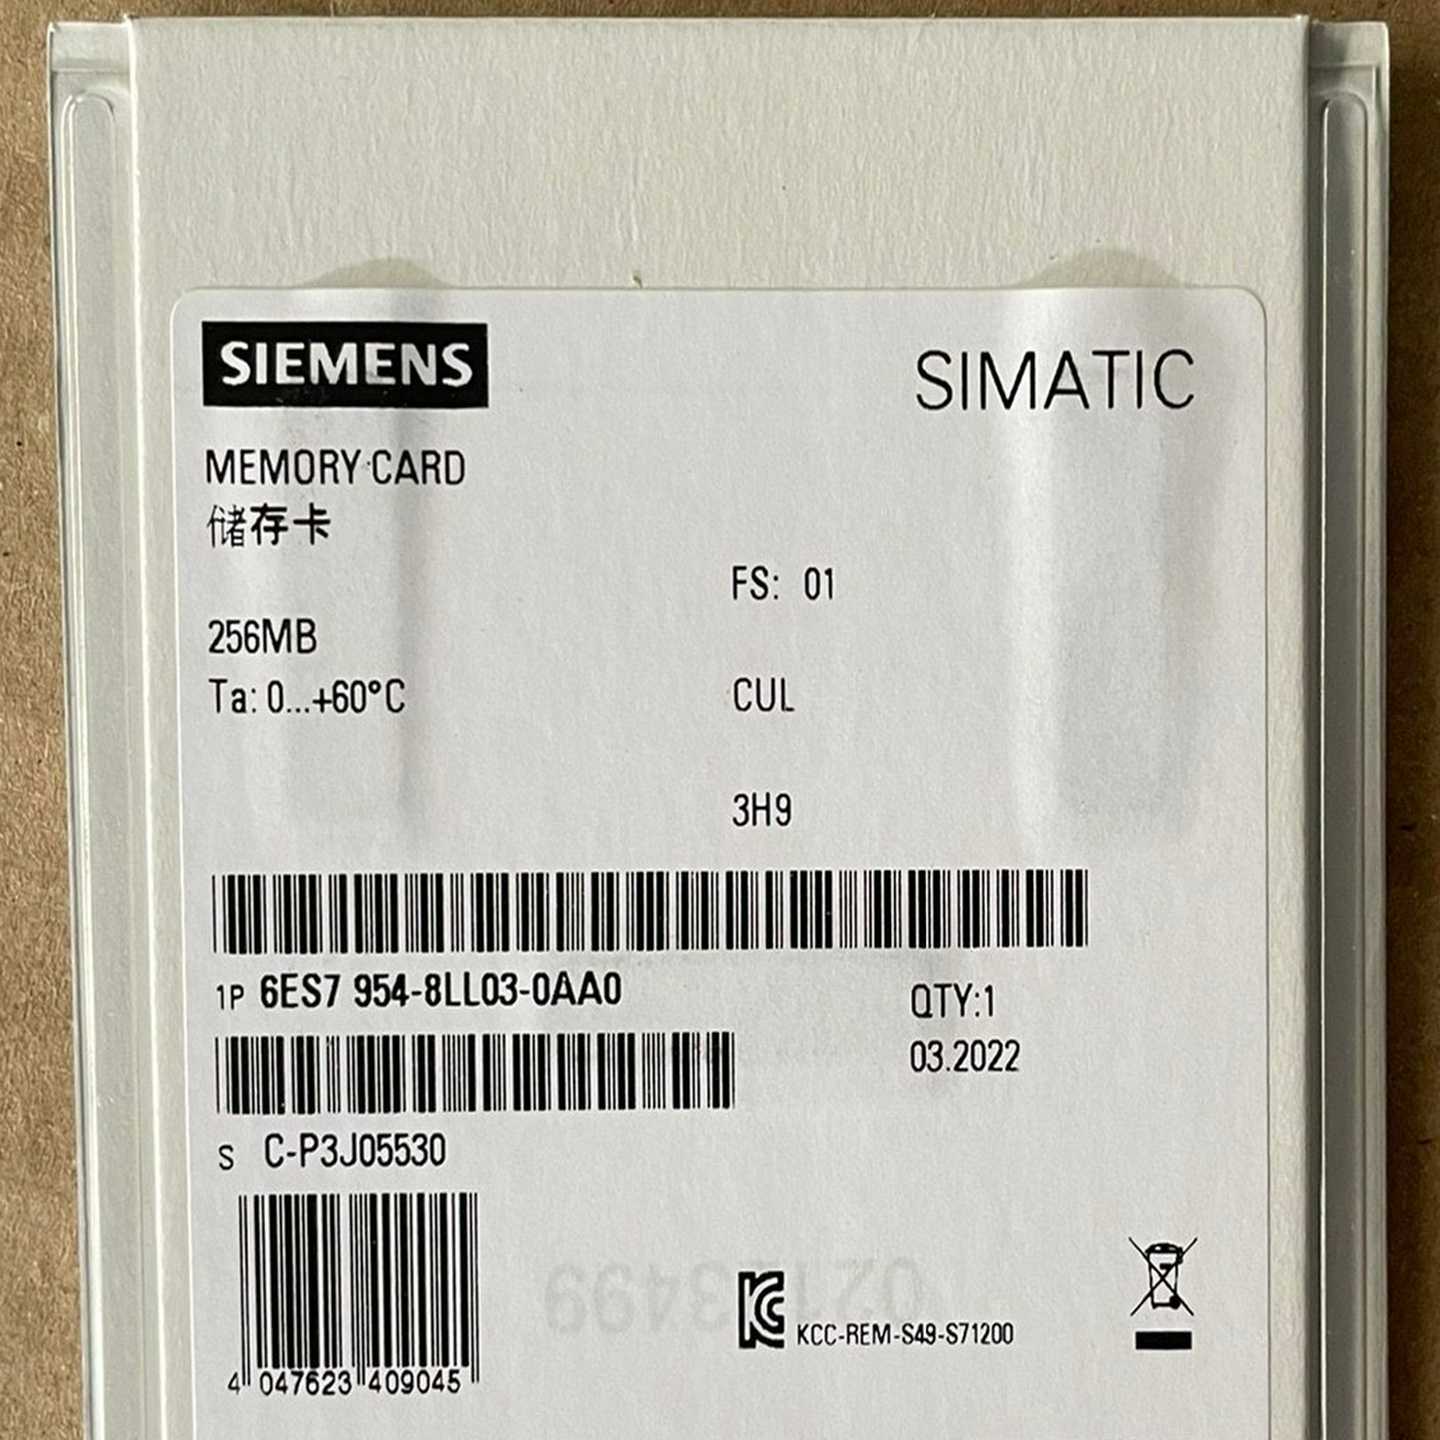 SIEMENS
SIMATIC
MEMORY CARD
储存卡
FS: 01
256MB
Ta: 0...+60°C
CUL
3H9
1P 6ES7 954-8LL03-0AA0
QTY:1
03.2022
S C-P3J05530
KCC-REM-S49-S71200
4 047623 409045